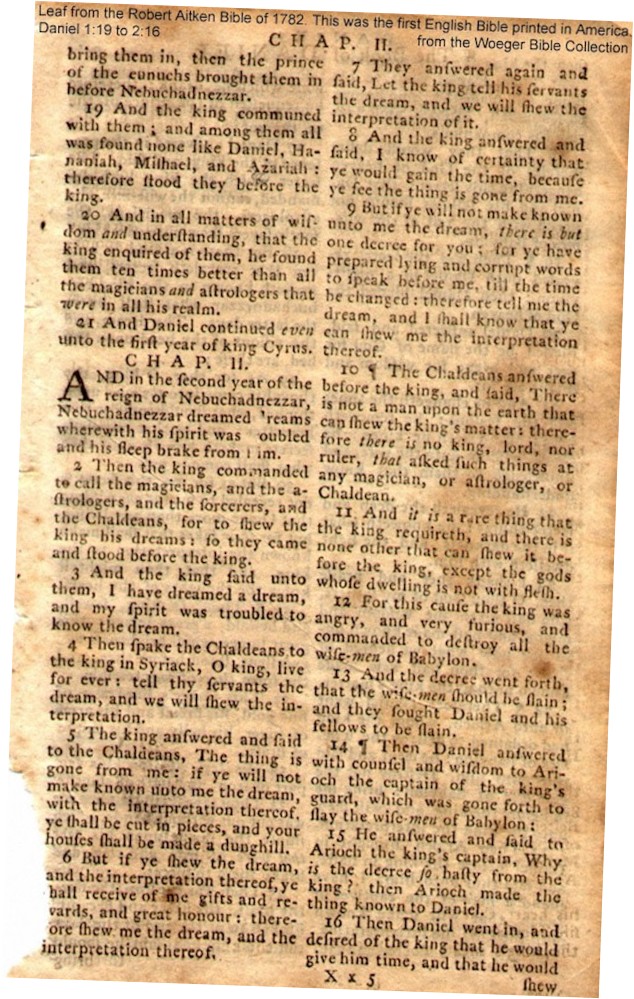 Leaf from the Robert Aitken Bible of 1782. This was the first English Bible printed in America.
Daniel 1:19 to 2:16
from the Woeger Bible Collection
CHAP. II.
bring them in, then the prince
of the eunuchs brought them in
before Nebuchadnezzar.
19 And the king communed
with them; and among them all
was found none like Daniel, Ha-
naniah, Miſhael, and Azariah:
therefore ſtood they before the
king.
20 And in all matters of wiſ-
dom and underſtanding, that the
king enquired of them, he found
them ten times better than all
the magicians and aſtrologers that
were in all his realm.
21 And Daniel continued even
unto the firſt year of king Cyrus.
CHAP. II.
AND in the ſecond year of the
reign of Nebuchadnezzar,
Nebuchadnezzar dreamed 'reams
wherewith his ſpirit was oubled
and his ſleep brake from im.
2 Then the king commanded
to call the magicians, and the a-
ſtrologers, and the ſorcerers, and
the Chaldeans, for to ſhew the
king his dreams: ſo they came
and ſtood before the king.
3 And the king ſaid unto
them, I have dreamed a dream,
and my ſpirit was troubled to
know the dream.
4 Then ſpake the Chaldeans to
the king in Syriack, O king, live
for ever: tell thy ſervants the
dream, and we will ſhew the in-
terpretation.
5 The king anſwered and ſaid
to the Chaldeans, The thing is
gone from me: if ye will not
make known unto me the dream,
with the interpretation thereof,
ye ſhall be cut in pieces, and your
houſes ſhall be made a dunghill.
6 But if ye ſhew the dream,
and the interpretation thereof, ye
hall receive of me gifts and re-
vards, and great honour: there-
ore ſhew me the dream, and the
interpretation thereof.
7 They anſwered again and
ſaid, Let the king tell his ſervants
the dream, and we will ſhew the
interpretation of it.
8 And the king anſwered and
ſaid, I know of certainty that
ye would gain the time, becauſe
ye ſee the thing is gone from me.
9 But if ye will not make known
unto me the dream, there is but
one decree for you: for ye have
prepared lying and corrupt words
to ſpeak before me, till the time
be changed: therefore tell me the
dream, and I ſhall know that ye
can ſhew me the interpretation
thereof.
10 ¶ The Chaldeans anſwered
before the king, and ſaid, There
is not a man upon the earth that
can ſhew the king's matter: there-
fore there is no king, lord, nor
ruler, that aſked ſuch things at
any magician, or aſtrologer, or
Chaldean.
11 And it is a rare thing that
the king requireth, and there is
none other that can ſhew it be-
fore the king, except the gods
whoſe dwelling is not with fleſh.
12 For this cauſe the king was
angry, and very furious, and
commanded to deſtroy all the
wiſe-men of Babylon.
13 And the decree went forth,
that the wiſe-men ſhould be ſlain;
and they ſought Daniel and his
fellows to be ſlain.
14 ¶ Then Daniel anſwered
with counſel and wiſdom to Ari-
och the captain of the king's
guard, which was gone forth to
ſlay the wiſe-men of Babylon:
15 He anſwered and ſaid to
Arioch the king's captain, Why
is the decree ſo haſty from the
king? then Arioch made the
thing known to Daniel.
16 Then Daniel went in, and
deſired of the king that he would
give him time, and that he would
X x 5
ſhew